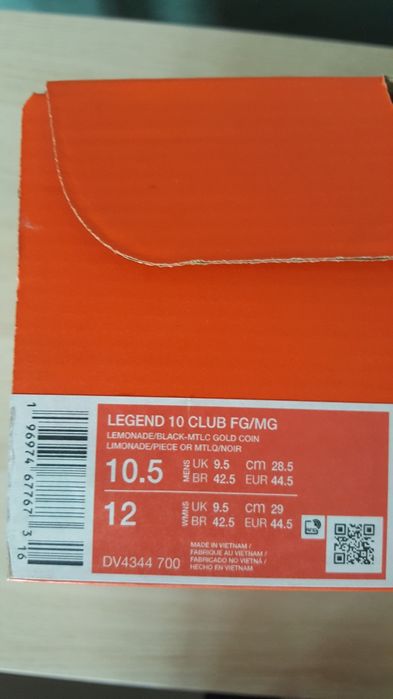 LEGEND 10 CLUB FG/MG
LEMONADE/BLACK-MTLC GOLD COIN
LIMONADE/PIECE OR MTLQ/NOIR
10.5 MENS UK 9.5 cm 28.5
BR 42.5 EUR 44.5
12 WMNS UK 9.5 cm 29
BR 42.5 EUR 44.5
MADE IN VIETNAM/
FABRIQUE AU VIETNAM/
FABRICADO NO VIETNÃ/
HECHO EN VIETNAM
DV4344 700
1 96974 67767 3 16